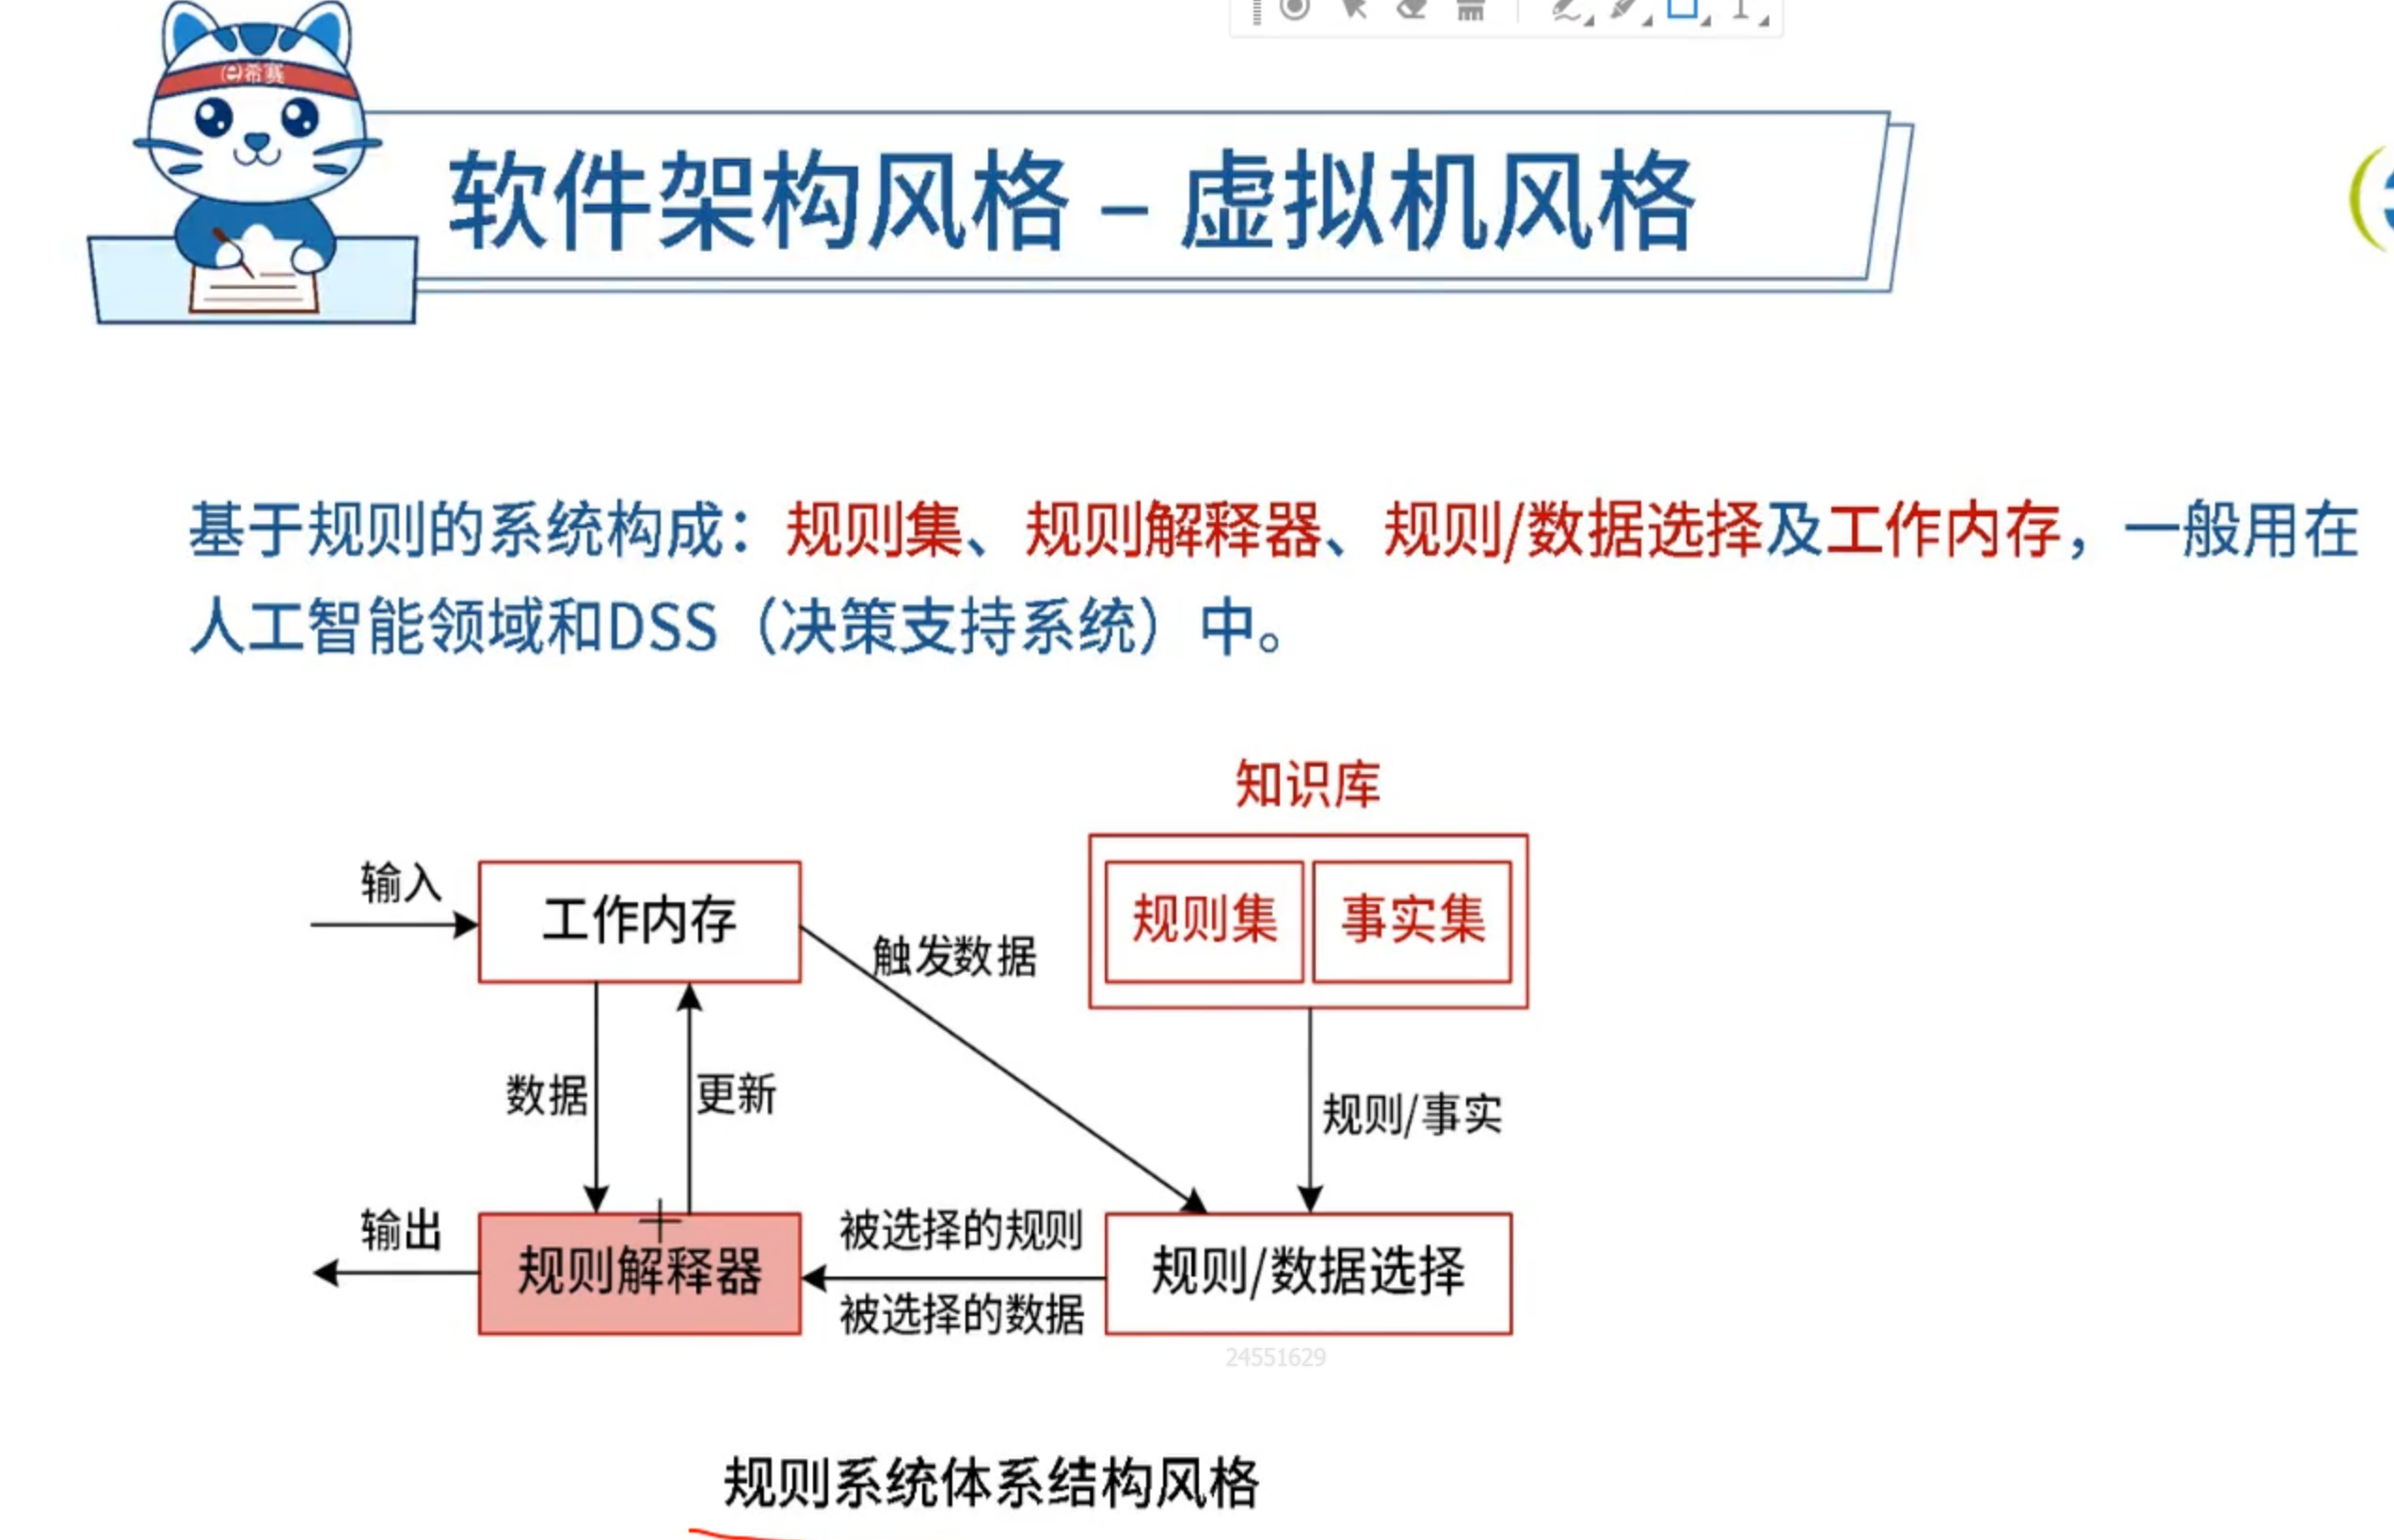 希赛
软件架构风格 – 虚拟机风格
基于规则的系统构成：规则集、规则解释器、规则/数据选择及工作内存，一般用在
人工智能领域和DSS（决策支持系统）中。
知识库
输入
工作内存
规则集
事实集
触发数据
数据
更新
规则/事实
输出
规则解释器
被选择的规则
被选择的数据
规则/数据选择
24551629
规则系统体系结构风格